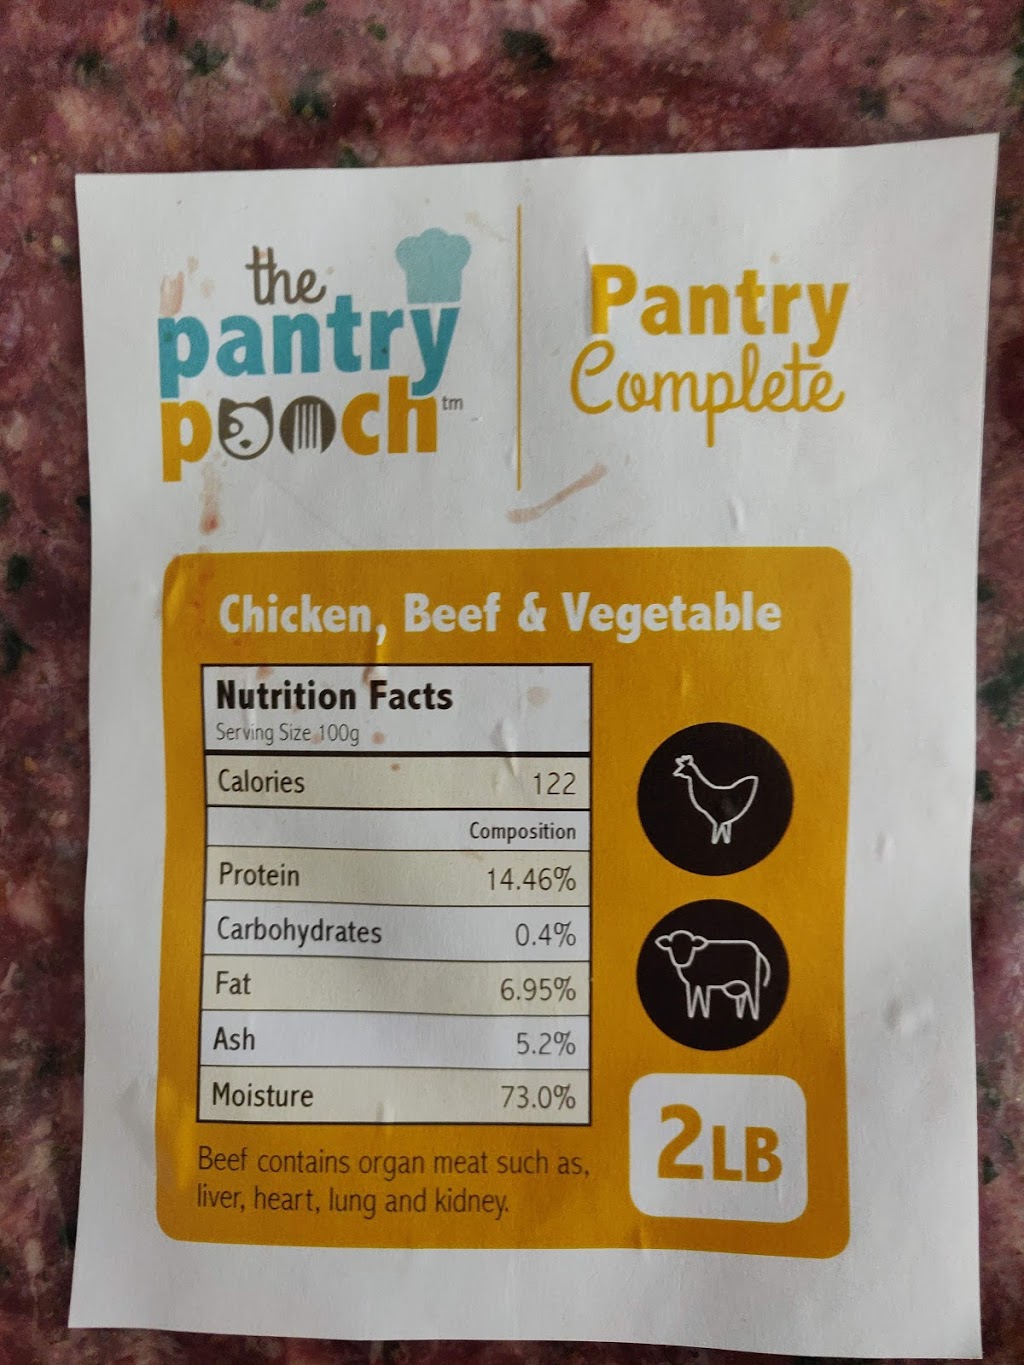 the
pantry
pooch™
Pantry
Complete
Chicken, Beef & Vegetable
Nutrition Facts
Serving Size 100g
Calories 122
Composition
Protein 14.46%
Carbohydrates 0.4%
Fat 6.95%
Ash 5.2%
Moisture 73.0%
Beef contains organ meat such as,
liver, heart, lung and kidney.
2LB